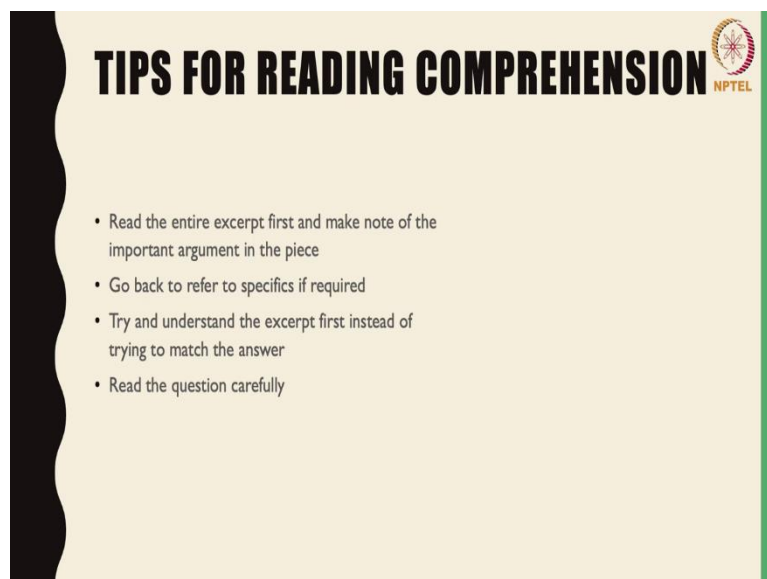 TIPS FOR READING COMPREHENSION
NPTEL
• Read the entire excerpt first and make note of the
important argument in the piece
• Go back to refer to specifics if required
• Try and understand the excerpt first instead of
trying to match the answer
• Read the question carefully